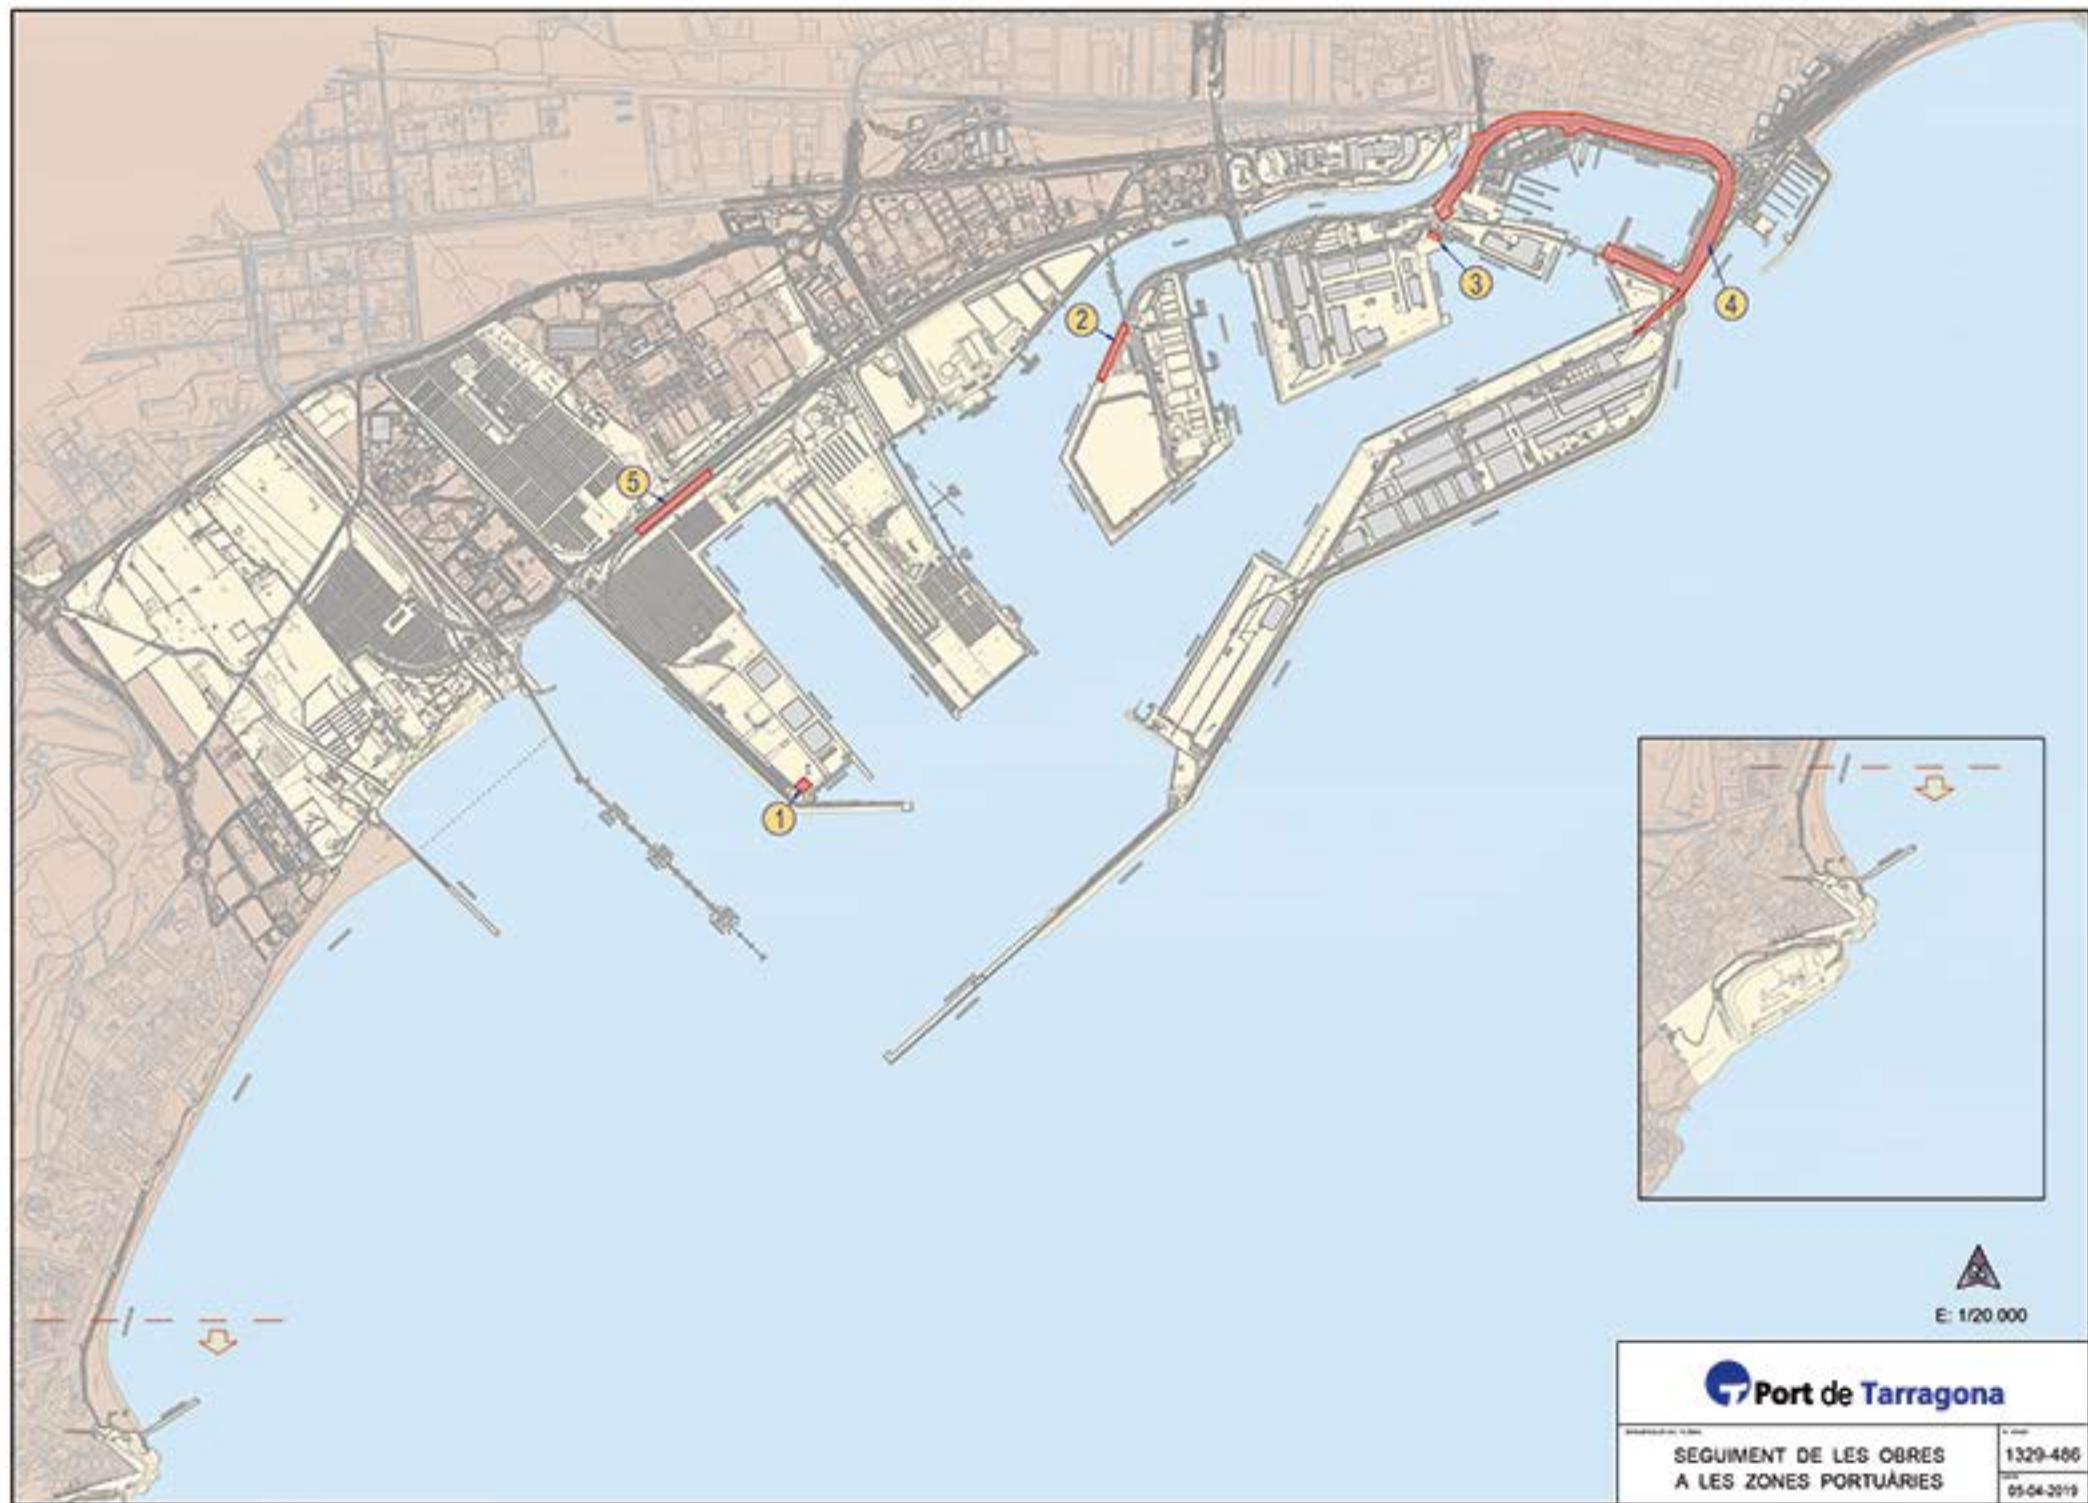 2
3
4
5
1
E: 1/20.000
Port de Tarragona
SEGUIMENT DE LES OBRES
A LES ZONES PORTUÀRIES
1329-486
05-04-2019